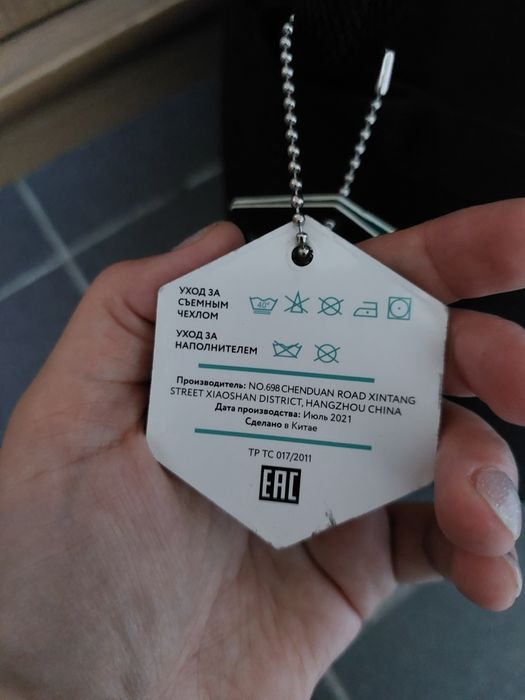 УХОД ЗА
СЪЕМНЫМ
ЧЕХЛОМ
40°
УХОД ЗА
НАПОЛНИТЕЛЕМ
Производитель: NO.698 CHENDUAN ROAD XINTANG
STREET XIAOSHAN DISTRICT, HANGZHOU CHINA
Дата производства: Июль 2021
Сделано в Китае
ТР ТС 017/2011
EAC